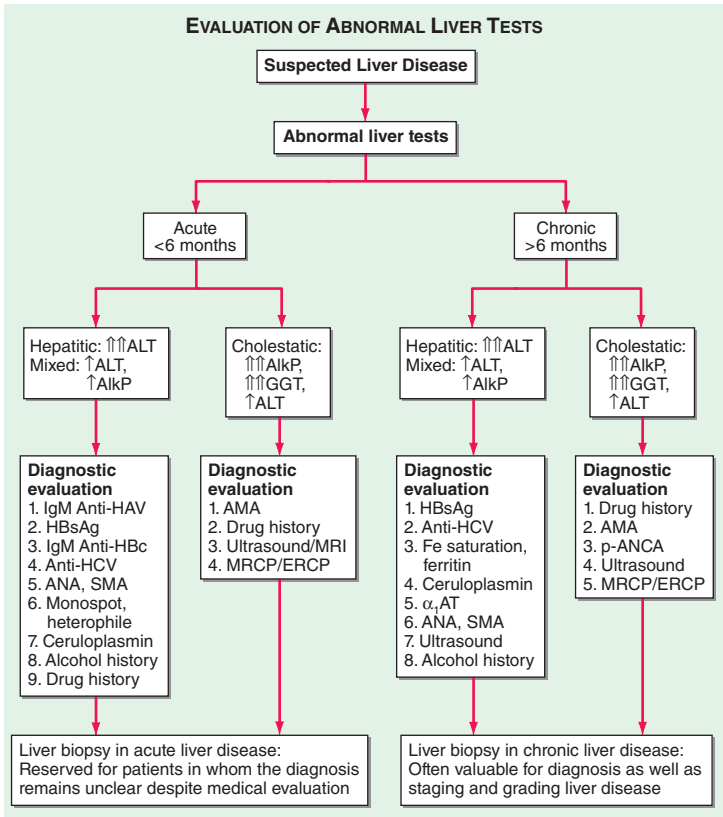 EVALUATION OF ABNORMAL LIVER TESTS
Suspected Liver Disease
Abnormal liver tests
Acute
<6 months
Chronic
>6 months
Hepatitic: ⇑⇑ALT
Mixed: ↑ALT,
↑AlkP
Cholestatic:
⇑⇑AlkP,
⇑⇑GGT,
↑ALT
Hepatitic: ⇑⇑ALT
Mixed: ↑ALT,
↑AlkP
Cholestatic:
⇑⇑AlkP,
⇑⇑GGT,
↑ALT
Diagnostic
evaluation
1. IgM Anti-HAV
2. HBsAg
3. IgM Anti-HBc
4. Anti-HCV
5. ANA, SMA
6. Monospot,
heterophile
7. Ceruloplasmin
8. Alcohol history
9. Drug history
Diagnostic
evaluation
1. AMA
2. Drug history
3. Ultrasound/MRI
4. MRCP/ERCP
Diagnostic
evaluation
1. HBsAg
2. Anti-HCV
3. Fe saturation,
ferritin
4. Ceruloplasmin
5. α₁AT
6. ANA, SMA
7. Ultrasound
8. Alcohol history
Diagnostic
evaluation
1. Drug history
2. AMA
3. p-ANCA
4. Ultrasound
5. MRCP/ERCP
Liver biopsy in acute liver disease:
Reserved for patients in whom the diagnosis
remains unclear despite medical evaluation
Liver biopsy in chronic liver disease:
Often valuable for diagnosis as well as
staging and grading liver disease